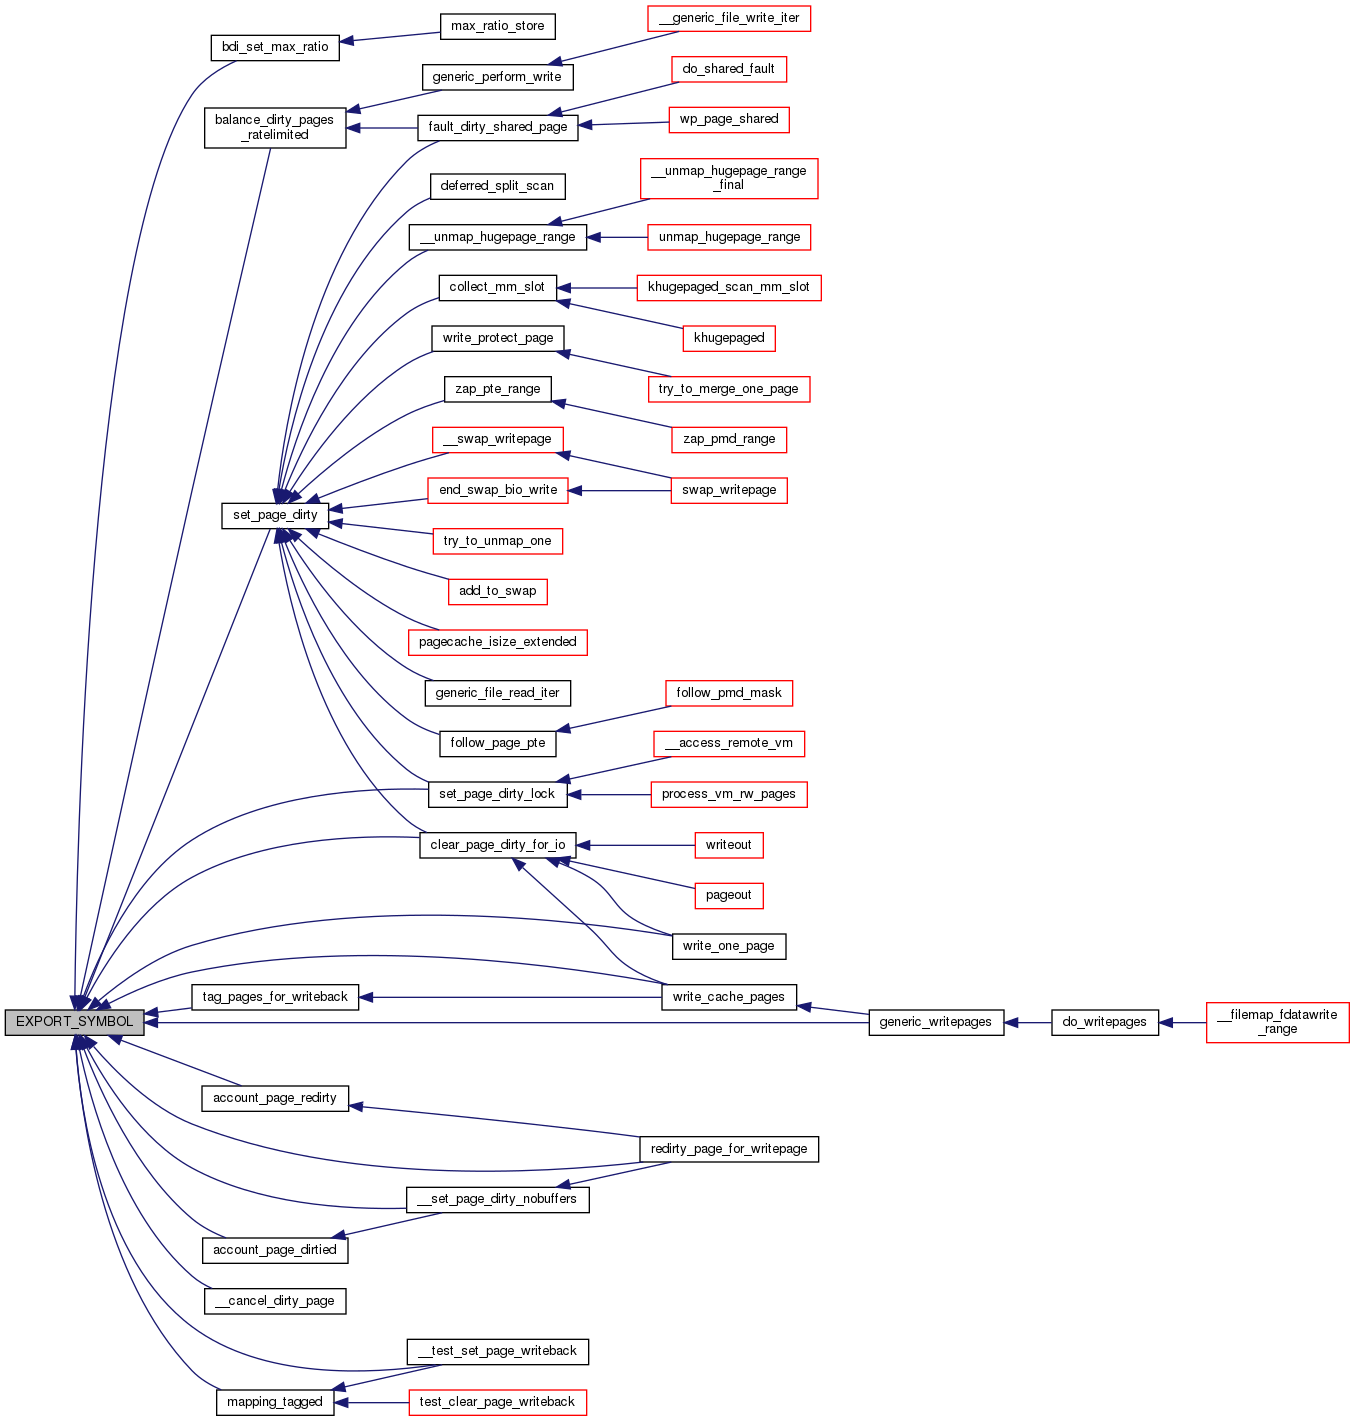 max_ratio_store
__generic_file_write_iter
bdi_set_max_ratio
generic_perform_write
do_shared_fault
balance_dirty_pages
_ratelimited
fault_dirty_shared_page
wp_page_shared
__unmap_hugepage_range
_final
deferred_split_scan
__unmap_hugepage_range
unmap_hugepage_range
collect_mm_slot
khugepaged_scan_mm_slot
write_protect_page
khugepaged
zap_pte_range
try_to_merge_one_page
__swap_writepage
zap_pmd_range
end_swap_bio_write
swap_writepage
set_page_dirty
try_to_unmap_one
add_to_swap
pagecache_isize_extended
generic_file_read_iter
follow_pmd_mask
follow_page_pte
__access_remote_vm
set_page_dirty_lock
process_vm_rw_pages
clear_page_dirty_for_io
writeout
pageout
write_one_page
tag_pages_for_writeback
write_cache_pages
EXPORT_SYMBOL
generic_writepages
do_writepages
__filemap_fdatawrite
_range
account_page_redirty
redirty_page_for_writepage
__set_page_dirty_nobuffers
account_page_dirtied
__cancel_dirty_page
__test_set_page_writeback
mapping_tagged
test_clear_page_writeback